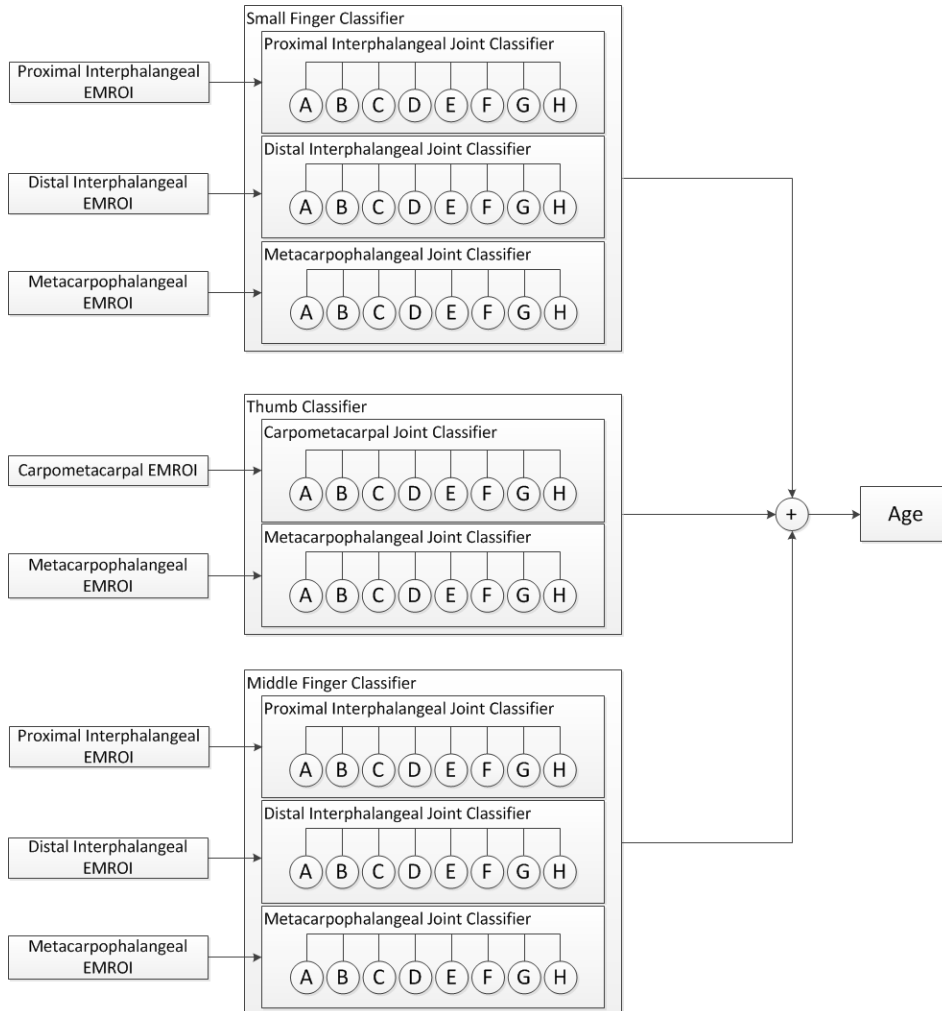 Small Finger Classifier
Proximal Interphalangeal Joint Classifier
Proximal Interphalangeal
EMROI
A B C D E F G H
Distal Interphalangeal Joint Classifier
Distal Interphalangeal
EMROI
A B C D E F G H
Metacarpophalangeal Joint Classifier
Metacarpophalangeal
EMROI
A B C D E F G H
Thumb Classifier
Carpometacarpal Joint Classifier
Carpometacarpal EMROI
A B C D E F G H
+
Age
Metacarpophalangeal Joint Classifier
Metacarpophalangeal
EMROI
A B C D E F G H
Middle Finger Classifier
Proximal Interphalangeal Joint Classifier
Proximal Interphalangeal
EMROI
A B C D E F G H
Distal Interphalangeal Joint Classifier
Distal Interphalangeal
EMROI
A B C D E F G H
Metacarpophalangeal Joint Classifier
Metacarpophalangeal
EMROI
A B C D E F G H